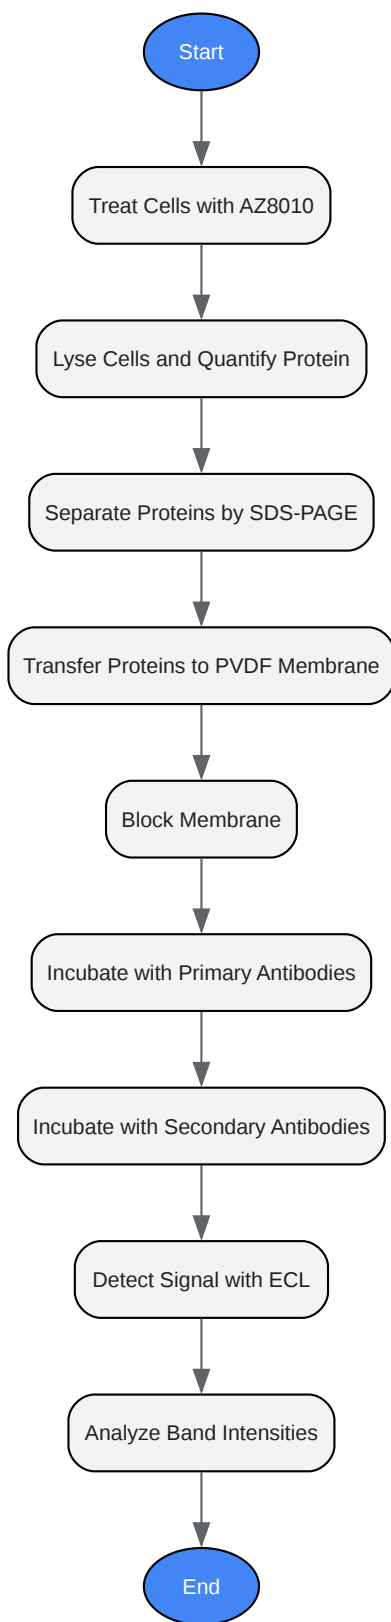 Start
Treat Cells with AZ8010
Lyse Cells and Quantify Protein
Separate Proteins by SDS-PAGE
Transfer Proteins to PVDF Membrane
Block Membrane
Incubate with Primary Antibodies
Incubate with Secondary Antibodies
Detect Signal with ECL
Analyze Band Intensities
End